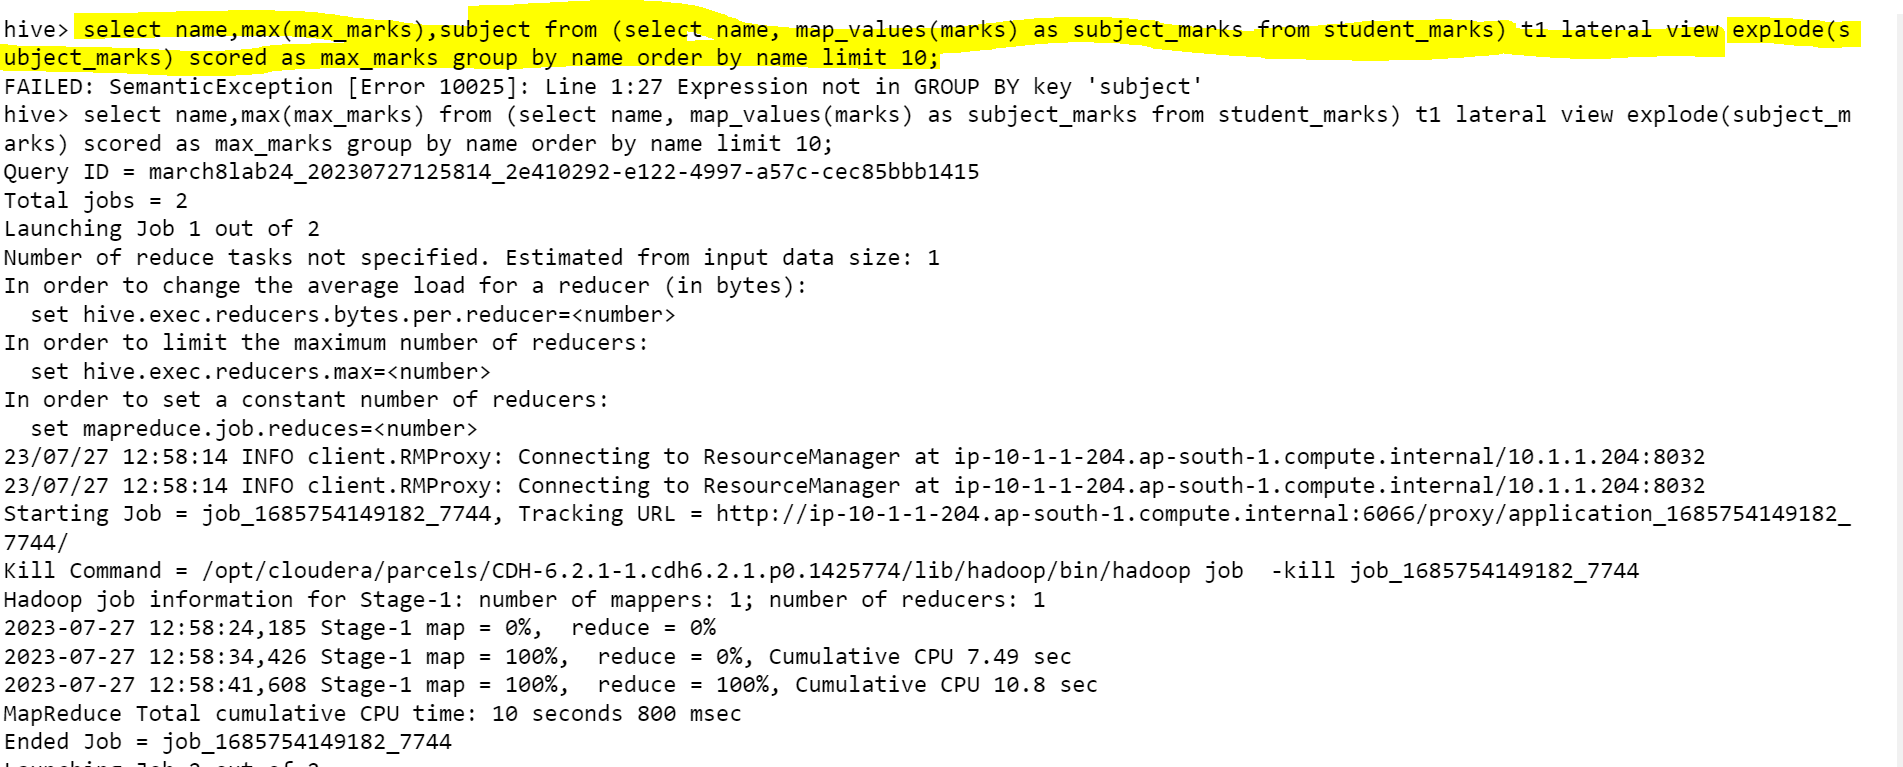 hive> select name,max(max_marks),subject from (select name, map_values(marks) as subject_marks from student_marks) t1 lateral view explode(s
ubject_marks) scored as max_marks group by name order by name limit 10;
FAILED: SemanticException [Error 10025]: Line 1:27 Expression not in GROUP BY key 'subject'
hive> select name,max(max_marks) from (select name, map_values(marks) as subject_marks from student_marks) t1 lateral view explode(subject_m
arks) scored as max_marks group by name order by name limit 10;
Query ID = march8lab24_20230727125814_2e410292-e122-4997-a57c-cec85bbb1415
Total jobs = 2
Launching Job 1 out of 2
Number of reduce tasks not specified. Estimated from input data size: 1
In order to change the average load for a reducer (in bytes):
  set hive.exec.reducers.bytes.per.reducer=<number>
In order to limit the maximum number of reducers:
  set hive.exec.reducers.max=<number>
In order to set a constant number of reducers:
  set mapreduce.job.reduces=<number>
23/07/27 12:58:14 INFO client.RMProxy: Connecting to ResourceManager at ip-10-1-1-204.ap-south-1.compute.internal/10.1.1.204:8032
23/07/27 12:58:14 INFO client.RMProxy: Connecting to ResourceManager at ip-10-1-1-204.ap-south-1.compute.internal/10.1.1.204:8032
Starting Job = job_1685754149182_7744, Tracking URL = http://ip-10-1-1-204.ap-south-1.compute.internal:6066/proxy/application_1685754149182_
7744/
Kill Command = /opt/cloudera/parcels/CDH-6.2.1-1.cdh6.2.1.p0.1425774/lib/hadoop/bin/hadoop job  -kill job_1685754149182_7744
Hadoop job information for Stage-1: number of mappers: 1; number of reducers: 1
2023-07-27 12:58:24,185 Stage-1 map = 0%,  reduce = 0%
2023-07-27 12:58:34,426 Stage-1 map = 100%,  reduce = 0%, Cumulative CPU 7.49 sec
2023-07-27 12:58:41,608 Stage-1 map = 100%,  reduce = 100%, Cumulative CPU 10.8 sec
MapReduce Total cumulative CPU time: 10 seconds 800 msec
Ended Job = job_1685754149182_7744
Launching Job 2 out of 2